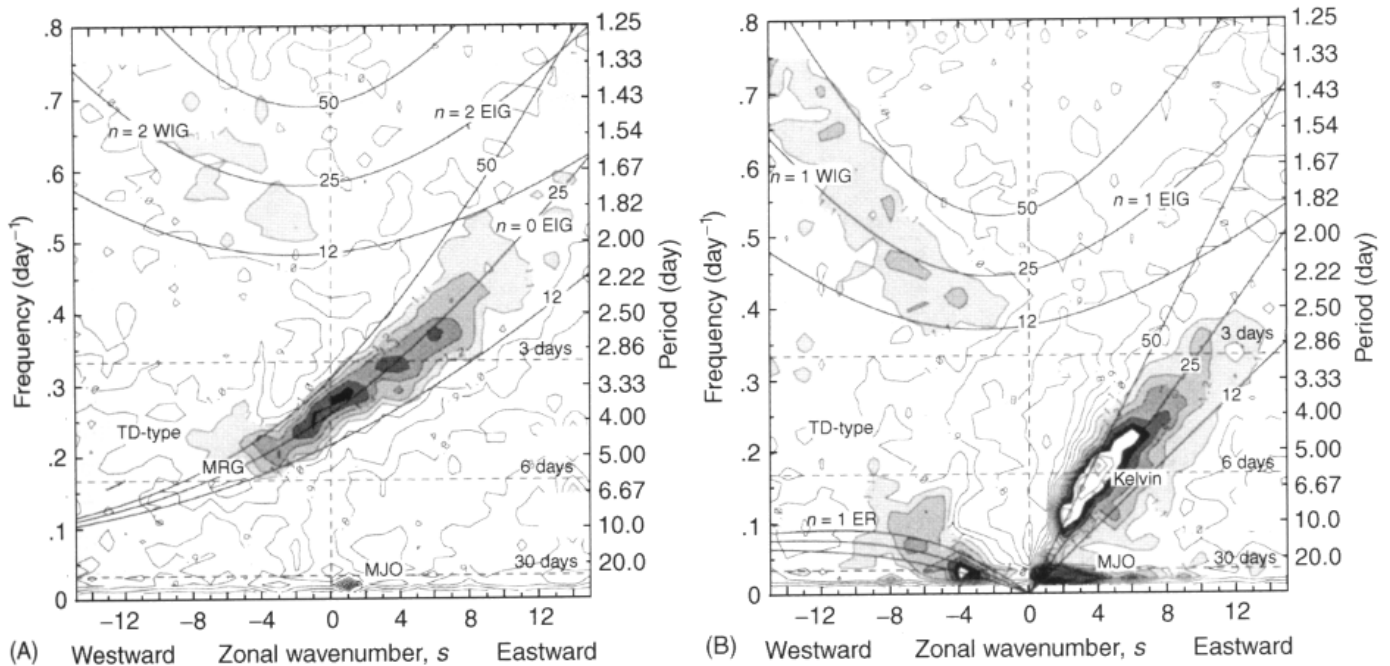 .8
.7
.6
.5
.4
.3
.2
.1
0
Frequency (day⁻¹)
1.25
1.33
1.43
1.54
1.67
1.82
2.00
2.22
2.50
2.86
3.33
4.00
5.00
6.67
10.0
20.0
Period (day)
50
n = 2 EIG
n = 2 WIG
50
25
25
n = 0 EIG
12
12
3 days
TD-type
MRG
6 days
MJO
30 days
−12 −8 −4 0 4 8 12
(A) Westward Zonal wavenumber, s Eastward
.8
.7
.6
.5
.4
.3
.2
.1
0
Frequency (day⁻¹)
1.25
1.33
1.43
1.54
1.67
1.82
2.00
2.22
2.50
2.86
3.33
4.00
5.00
6.67
10.0
20.0
Period (day)
n = 1 WIG
50
n = 1 EIG
25
12
50
3 days
25
12
TD-type
6 days
Kelvin
n = 1 ER
MJO
30 days
−12 −8 −4 0 4 8 12
(B) Westward Zonal wavenumber, s Eastward